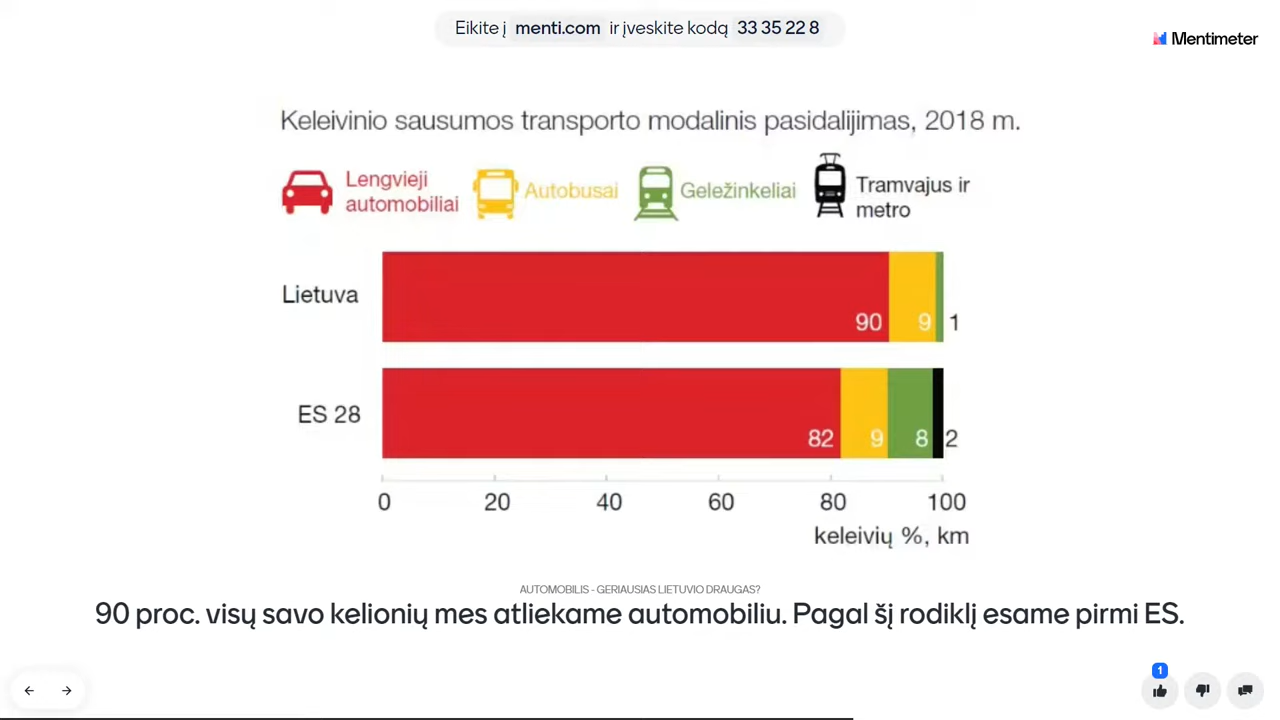 Eikite į menti.com ir įveskite kodą 33 35 22 8
Mentimeter
Keleivinio sausumos transporto modalinis pasidalijimas, 2018 m.
Lengvieji
automobiliai
Autobusai
Geležinkeliai
Tramvajus ir
metro
Lietuva
90 9 1
ES 28
82 9 8 2
0 20 40 60 80 100
keleivių %, km
AUTOMOBILIS - GERIAUSIAS LIETUVIO DRAUGAS?
90 proc. visų savo kelionių mes atliekame automobiliu. Pagal šį rodiklį esame pirmi ES.
1